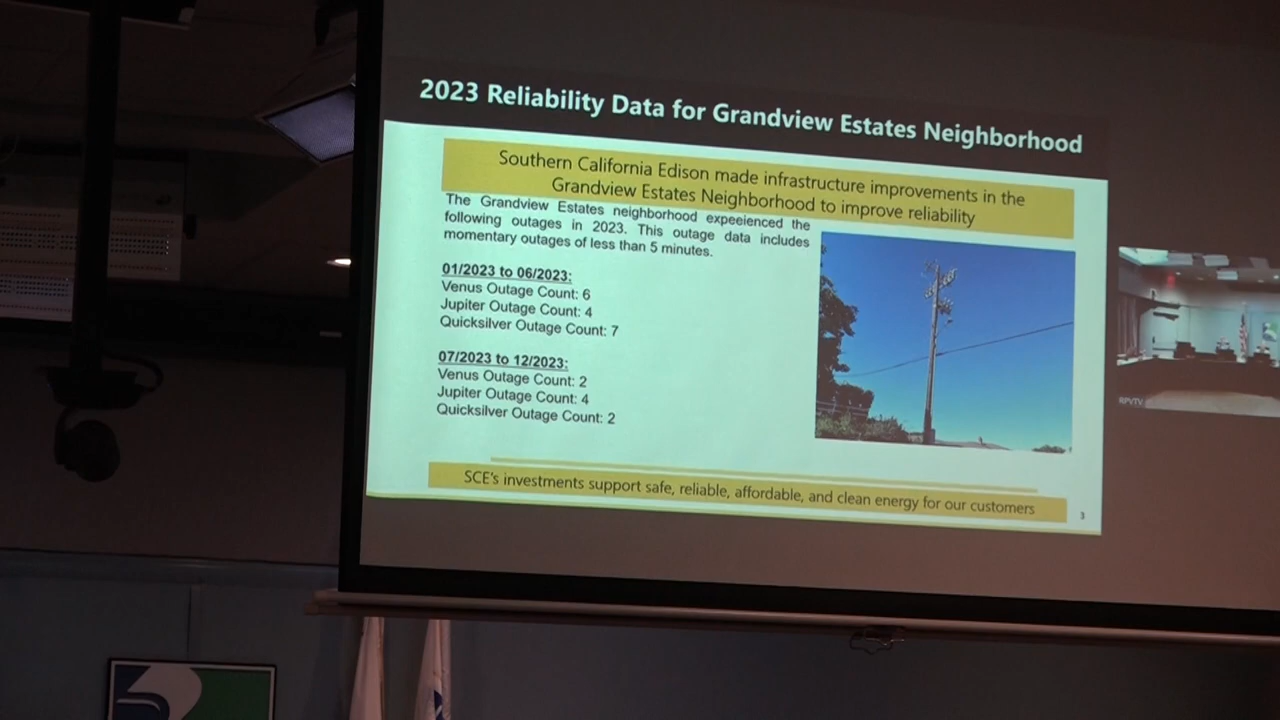 2023 Reliability Data for Grandview Estates Neighborhood
Southern California Edison made infrastructure improvements in the
Grandview Estates Neighborhood to improve reliability
The Grandview Estates neighborhood expeeienced the
following outages in 2023. This outage data includes
momentary outages of less than 5 minutes.
01/2023 to 06/2023:
Venus Outage Count: 6
Jupiter Outage Count: 4
Quicksilver Outage Count: 7
07/2023 to 12/2023:
Venus Outage Count: 2
Jupiter Outage Count: 4
Quicksilver Outage Count: 2
SCE's investments support safe, reliable, affordable, and clean energy for our customers
3
RPVTV